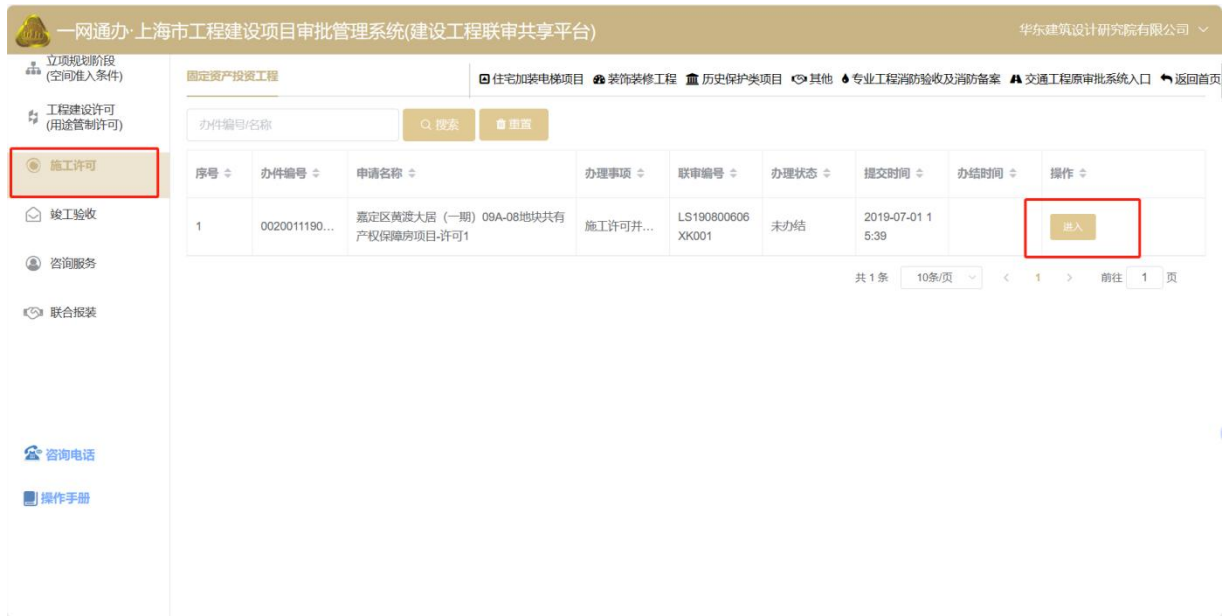 一网通办·上海市工程建设项目审批管理系统(建设工程联审共享平台)
华东建筑设计研究院有限公司
立项规划阶段
(空间准入条件)
工程建设许可
(用途管制许可)
施工许可
竣工验收
咨询服务
联合报装
咨询电话
操作手册
固定资产投资工程
住宅加装电梯项目 装饰装修工程 历史保护类项目 其他 专业工程消防验收及消防备案 交通工程原审批系统入口 返回首页
办件编号/名称 搜索 重置
序号 办件编号 申请名称 办理事项 联审编号 办理状态 提交时间 办结时间 操作
1 0020011190... 嘉定区黄渡大居（一期）09A-08地块共有
产权保障房项目-许可1
施工许可并...
LS190800606
XK001
未办结
2019-07-01 1
5:39
进入
共 1 条 10条/页 1 前往 1 页